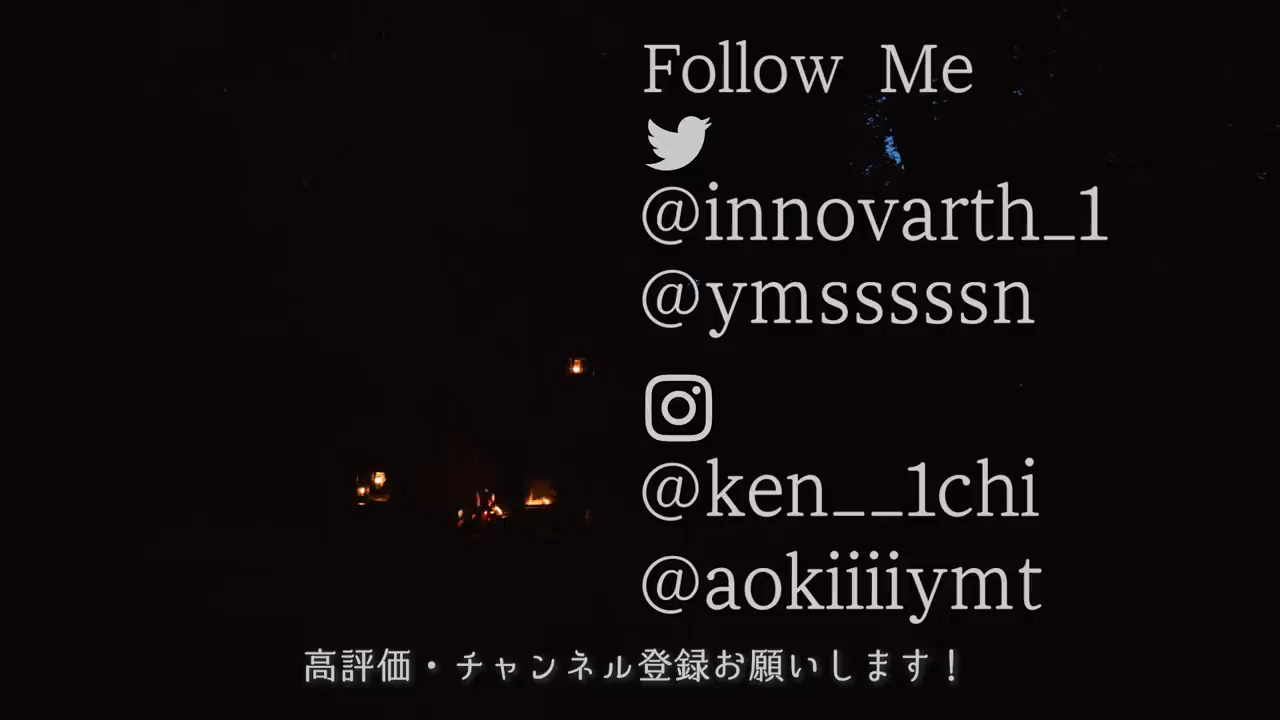 Follow Me
@innovarth_1
@ymsssssn
@ken__1chi
@aokiiiiymt
高評価・チャンネル登録お願いします！